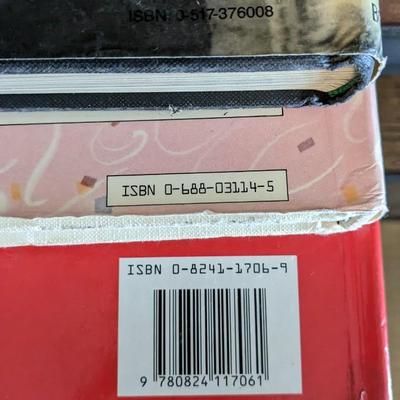 ISBN: 0-517-376008
ISBN 0-688-03114-5
ISBN 0-8241-1706-9
9 780824 117061